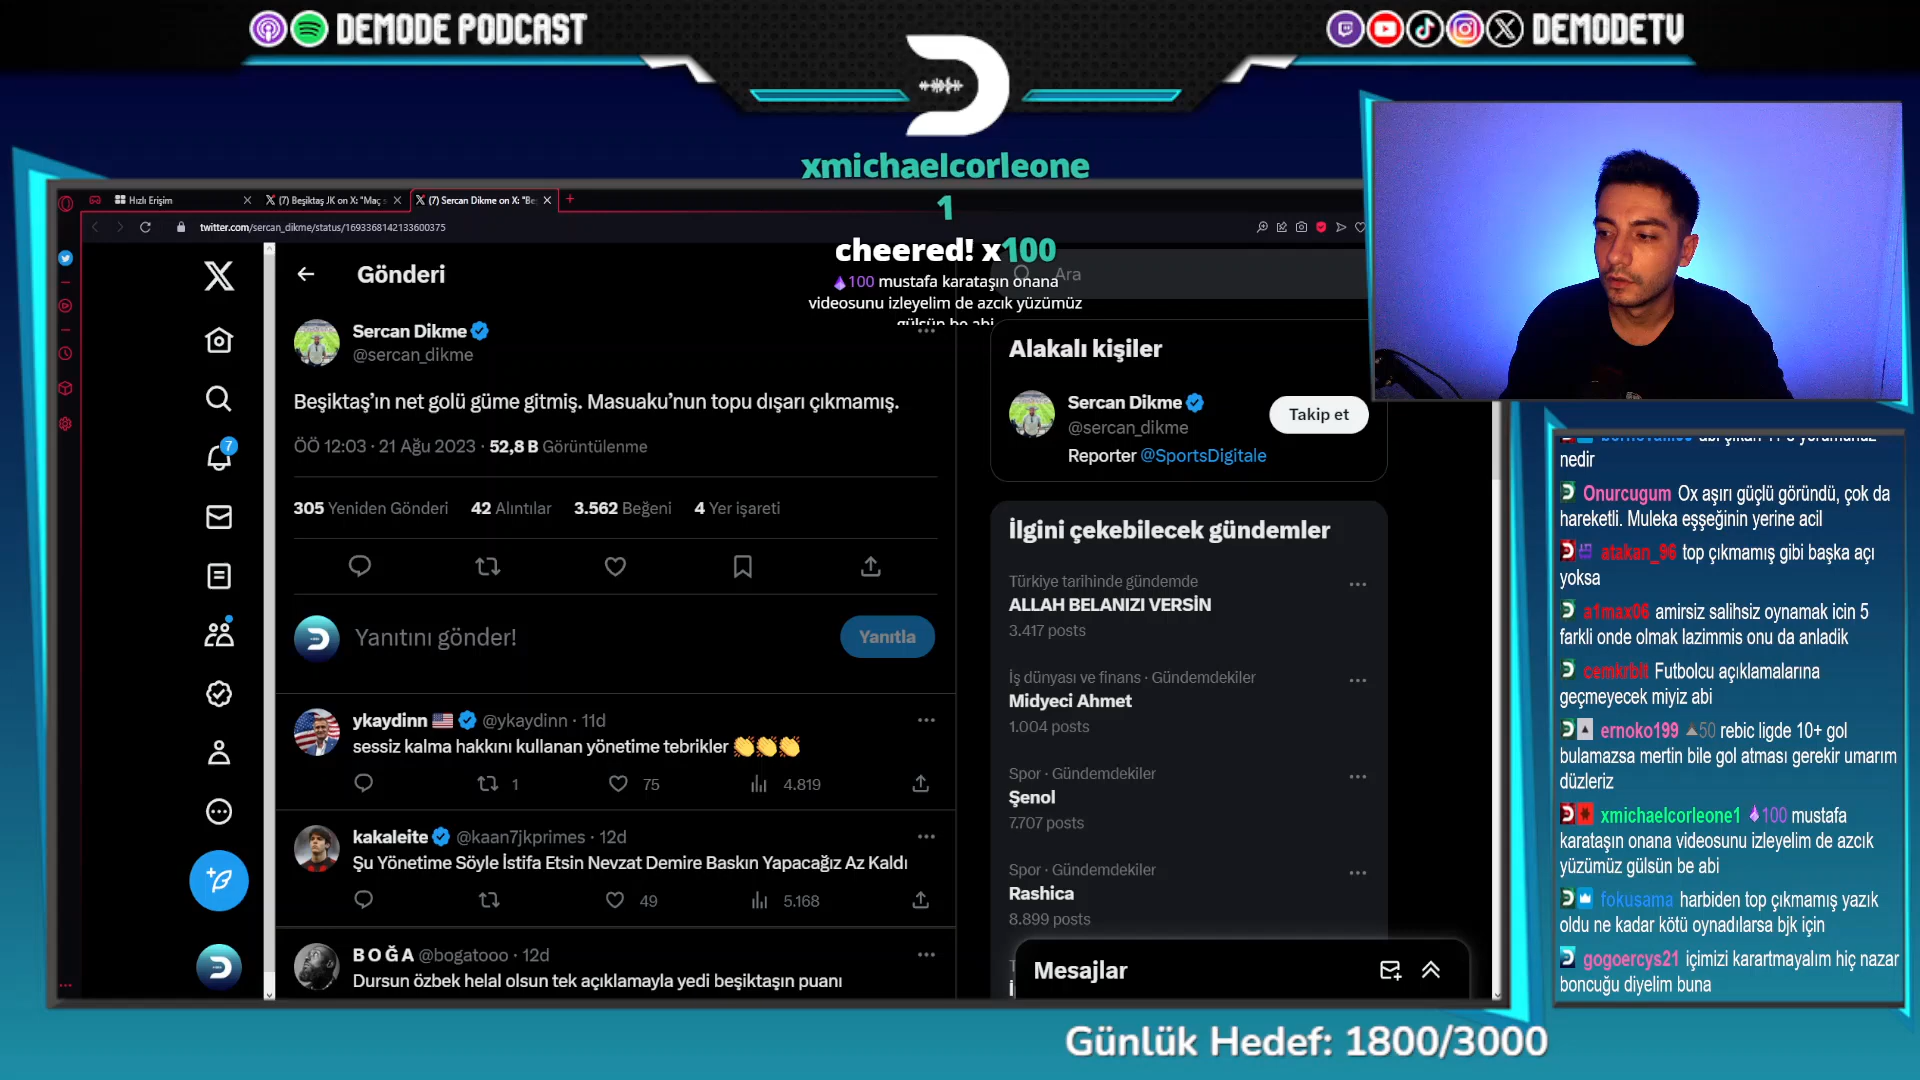 DEMODE PODCAST
DEMODETV
xmichaelcorleone
1
cheered! x100
100 mustafa karataşın onana
videosunu izleyelim de azcık yüzümüz
gülsün be abi
Hızlı Erişim
(7) Beşiktaş JK on X: "Maç s
(7) Sercan Dikme on X: "Be
twitter.com/sercan_dikme/status/1693368142133600375
Gönderi
Ara
Sercan Dikme
@sercan_dikme
Beşiktaş'ın net golü güme gitmiş. Masuaku'nun topu dışarı çıkmamış.
ÖÖ 12:03 · 21 Ağu 2023 · 52,8 B Görüntülenme
305 Yeniden Gönderi 42 Alıntılar 3.562 Beğeni 4 Yer işareti
Yanıtını gönder!
Yanıtla
7
ykaydinn @ykaydinn · 11d
sessiz kalma hakkını kullanan yönetime tebrikler 👏👏👏
1 75 4.819
kakaleite @kaan7jkprimes · 12d
Şu Yönetime Söyle İstifa Etsin Nevzat Demire Baskın Yapacağız Az Kaldı
49 5.168
B O Ğ A @bogatooo · 12d
Dursun özbek helal olsun tek açıklamayla yedi beşiktaşın puanı
Alakalı kişiler
Sercan Dikme
@sercan_dikme
Takip et
Reporter @SportsDigitale
İlgini çekebilecek gündemler
Türkiye tarihinde gündemde
ALLAH BELANIZI VERSİN
3.417 posts
İş dünyası ve finans · Gündemdekiler
Midyeci Ahmet
1.004 posts
Spor · Gündemdekiler
Şenol
7.707 posts
Spor · Gündemdekiler
Rashica
8.899 posts
Mesajlar
nedir
Onurcugum Ox aşırı güçlü göründü, çok da
hareketli. Muleka eşşeğinin yerine acil
atakan_96 top çıkmamış gibi başka açı
yoksa
a1max06 amirsiz salihsiz oynamak icin 5
farkli onde olmak lazimmis onu da anladik
cemkrblt Futbolcu açıklamalarına
geçmeyecek miyiz abi
ernoko199 50 rebic ligde 10+ gol
bulamazsa mertin bile gol atması gerekir umarım
düzleriz
xmichaelcorleone1 100 mustafa
karataşın onana videosunu izleyelim de azcık
yüzümüz gülsün be abi
fokusama harbiden top çıkmamış yazık
oldu ne kadar kötü oynadılarsa bjk için
gogoercys21 içimizi karartmayalım hiç nazar
boncuğu diyelim buna
Günlük Hedef: 1800/3000